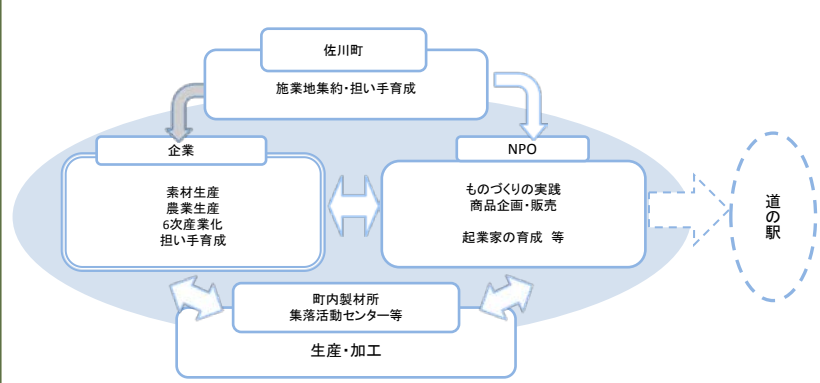 佐川町
施業地集約・担い手育成
企業
素材生産
農業生産
6次産業化
担い手育成
NPO
ものづくりの実践
商品企画・販売
起業家の育成 等
道の駅
町内製材所
集落活動センター等
生産・加工